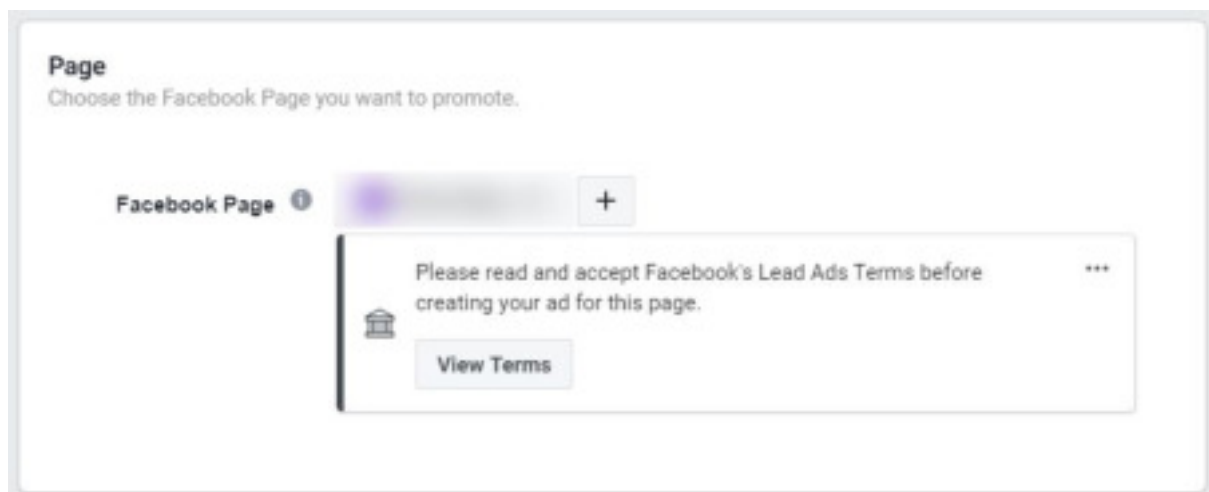 Page
Choose the Facebook Page you want to promote.
Facebook Page
+
Please read and accept Facebook's Lead Ads Terms before
creating your ad for this page.
View Terms